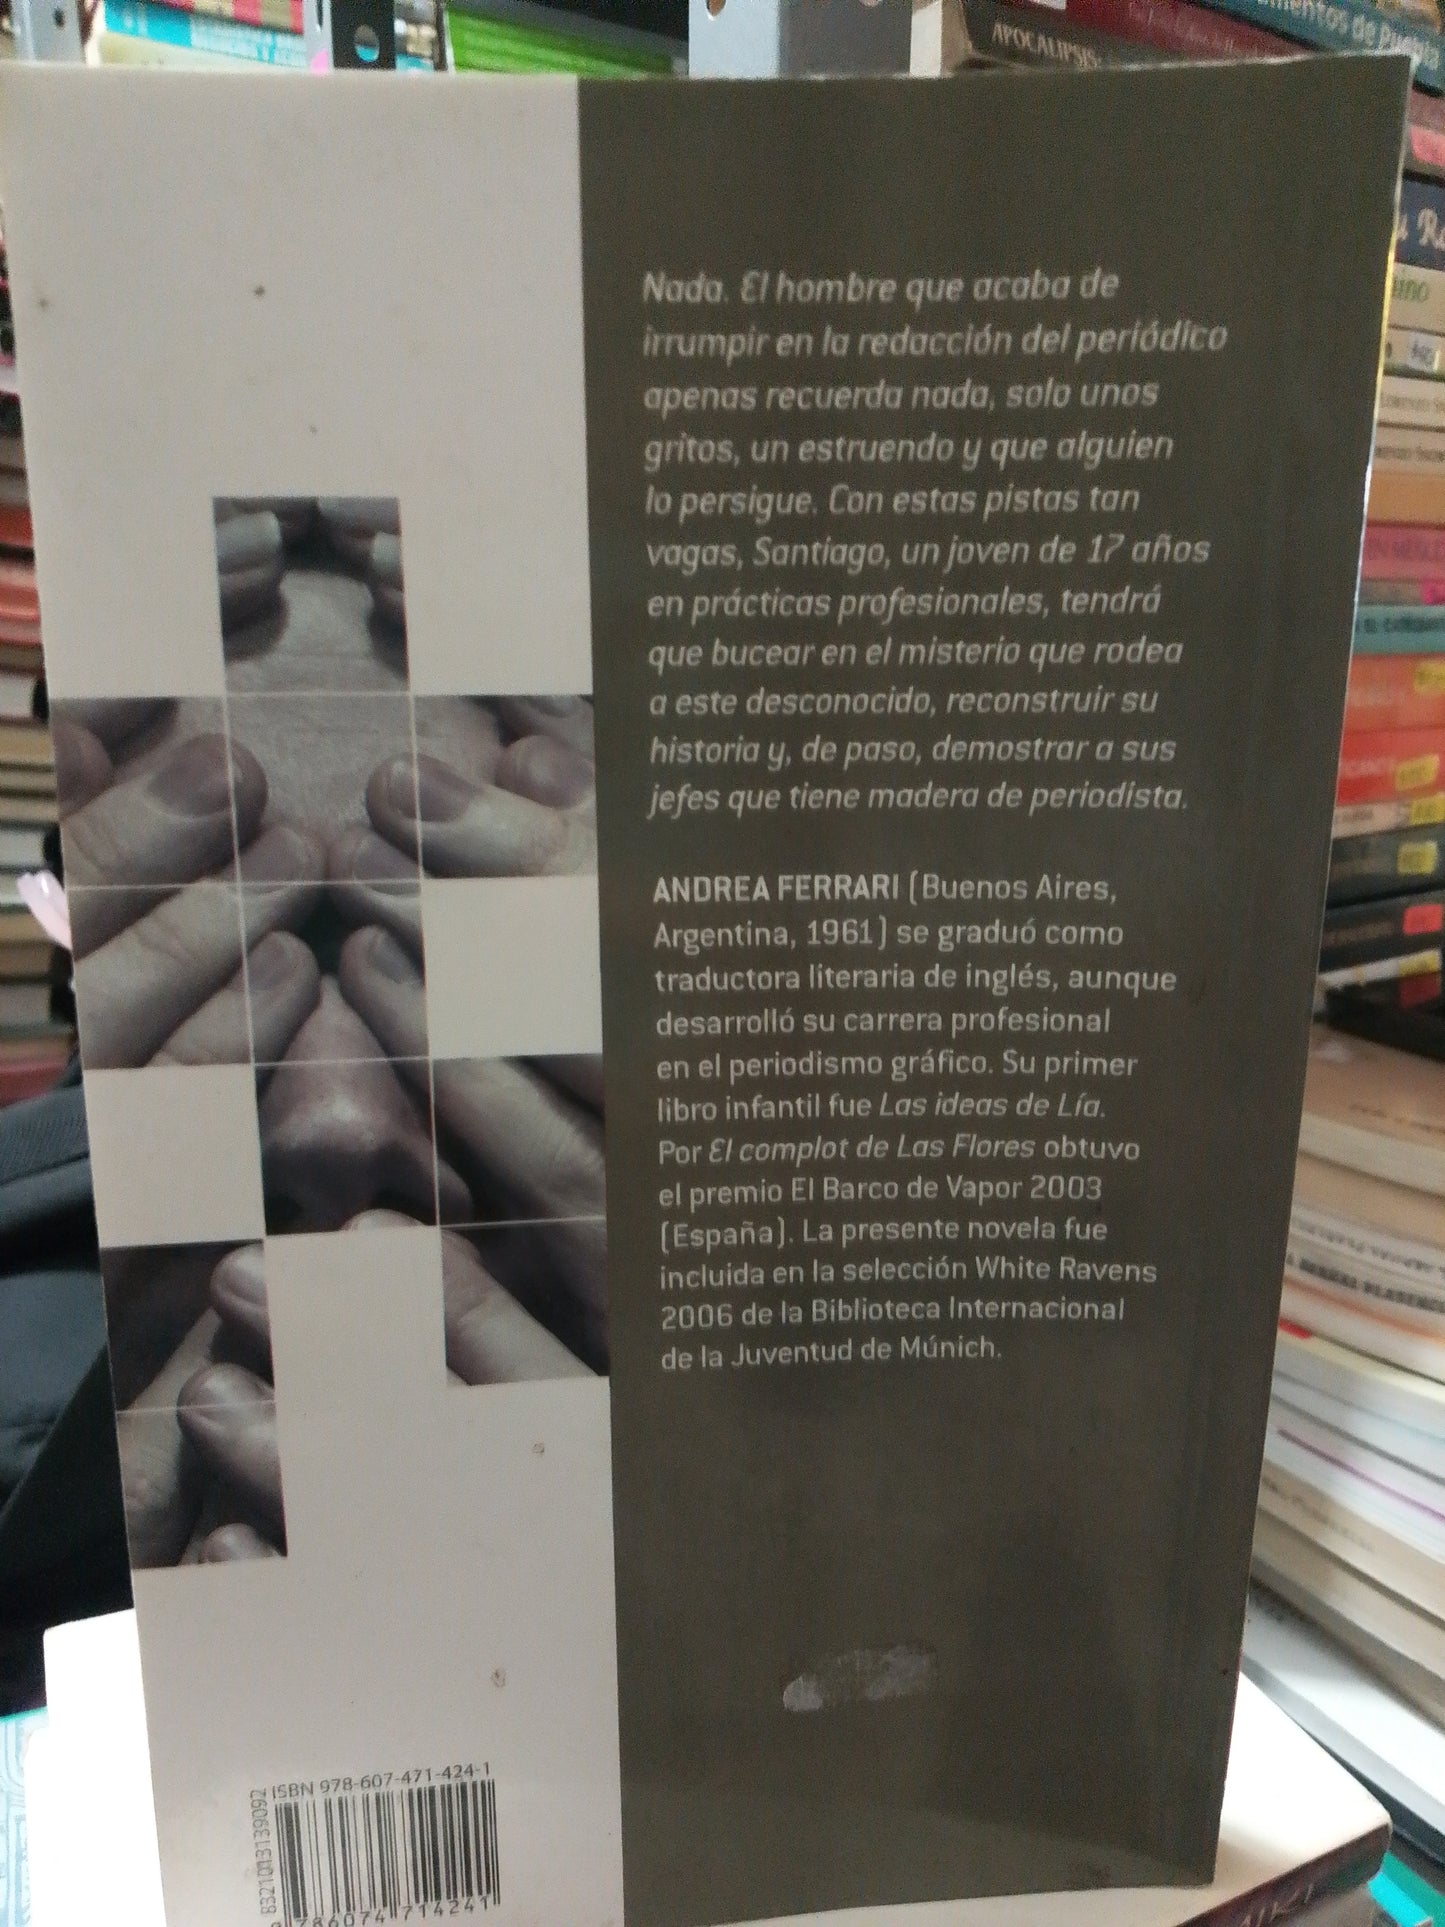 APOCALIPSIS:
Nada. El hombre que acaba de
irrumpir en la redacción del periódico
apenas recuerda nada, solo unos
gritos, un estruendo y que alguien
lo persigue. Con estas pistas tan
vagas, Santiago, un joven de 17 años
en prácticas profesionales, tendrá
que bucear en el misterio que rodea
a este desconocido, reconstruir su
historia y, de paso, demostrar a sus
jefes que tiene madera de periodista.
ANDREA FERRARI (Buenos Aires,
Argentina, 1961) se graduó como
traductora literaria de inglés, aunque
desarrolló su carrera profesional
en el periodismo gráfico. Su primer
libro infantil fue Las ideas de Lía.
Por El complot de Las Flores obtuvo
el premio El Barco de Vapor 2003
(España). La presente novela fue
incluida en la selección White Ravens
2006 de la Biblioteca Internacional
de la Juventud de Múnich.
ISBN 978-607-471-424-1
9 786074 714241